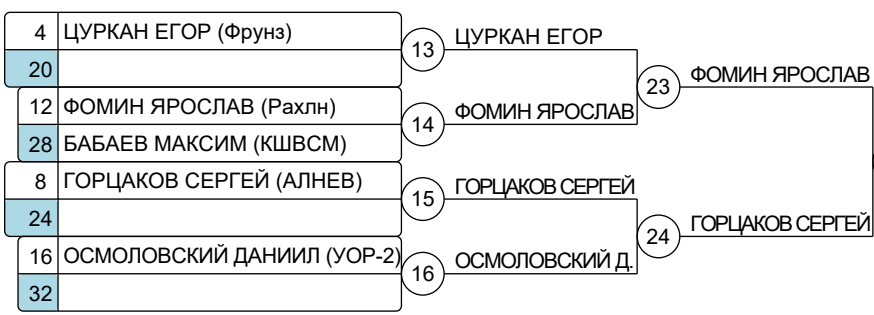 4 ЦУРКАН ЕГОР (Фрунз)
20
12 ФОМИН ЯРОСЛАВ (Рахлн)
28 БАБАЕВ МАКСИМ (КШВСМ)
8 ГОРЦАКОВ СЕРГЕЙ (АЛНЕВ)
24
16 ОСМОЛОВСКИЙ ДАНИИЛ (УОР-2)
32
13 ЦУРКАН ЕГОР
14 ФОМИН ЯРОСЛАВ
15 ГОРЦАКОВ СЕРГЕЙ
16 ОСМОЛОВСКИЙ Д.
23 ФОМИН ЯРОСЛАВ
24 ГОРЦАКОВ СЕРГЕЙ